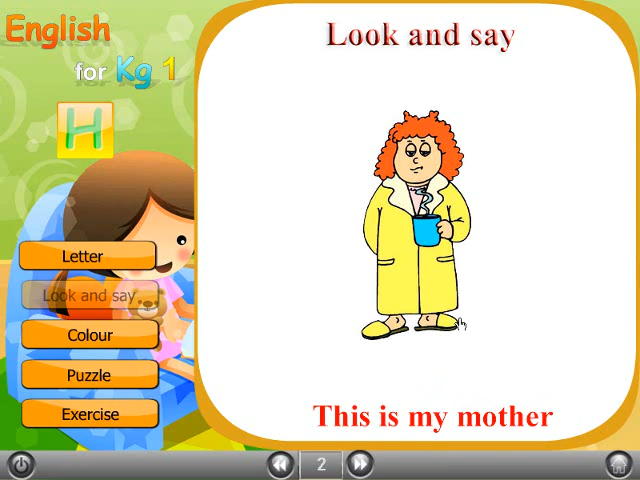 English
for Kg 1
H
Letter
Look and say
Colour
Puzzle
Exercise
Look and say
This is my mother
2